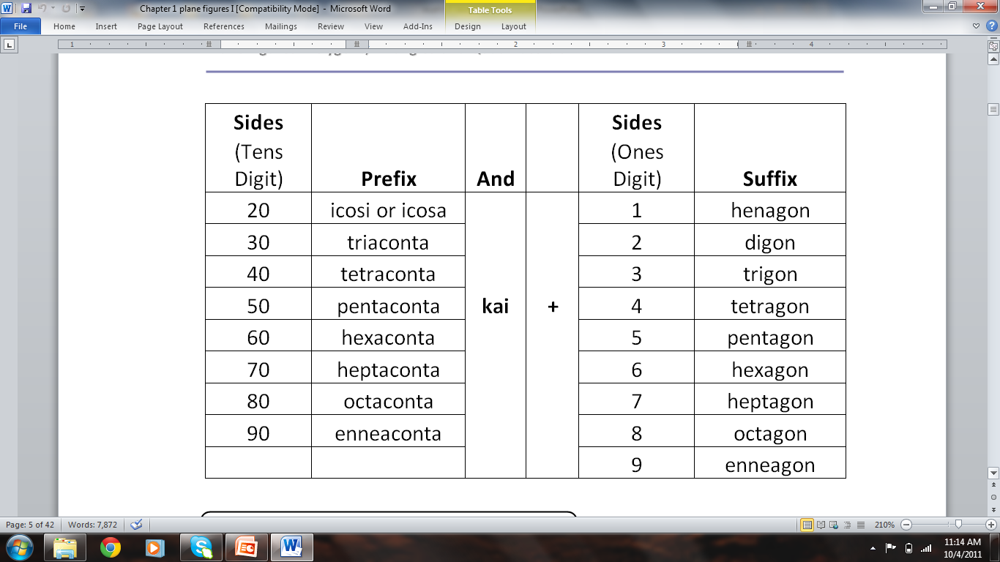 Chapter 1 plane figures I [Compatibility Mode] - Microsoft Word
Table Tools
File Home Insert Page Layout References Mailings Review View Add-Ins Design Layout
1 2 3 4
Sides (Tens Digit) Prefix And Sides (Ones Digit) Suffix
20 icosi or icosa 1 henagon
30 triaconta 2 digon
40 tetraconta 3 trigon
50 pentaconta kai + 4 tetragon
60 hexaconta 5 pentagon
70 heptaconta 6 hexagon
80 octaconta 7 heptagon
90 enneaconta 8 octagon
9 enneagon
Page: 5 of 42 Words: 7,872 210%
11:14 AM
10/4/2011